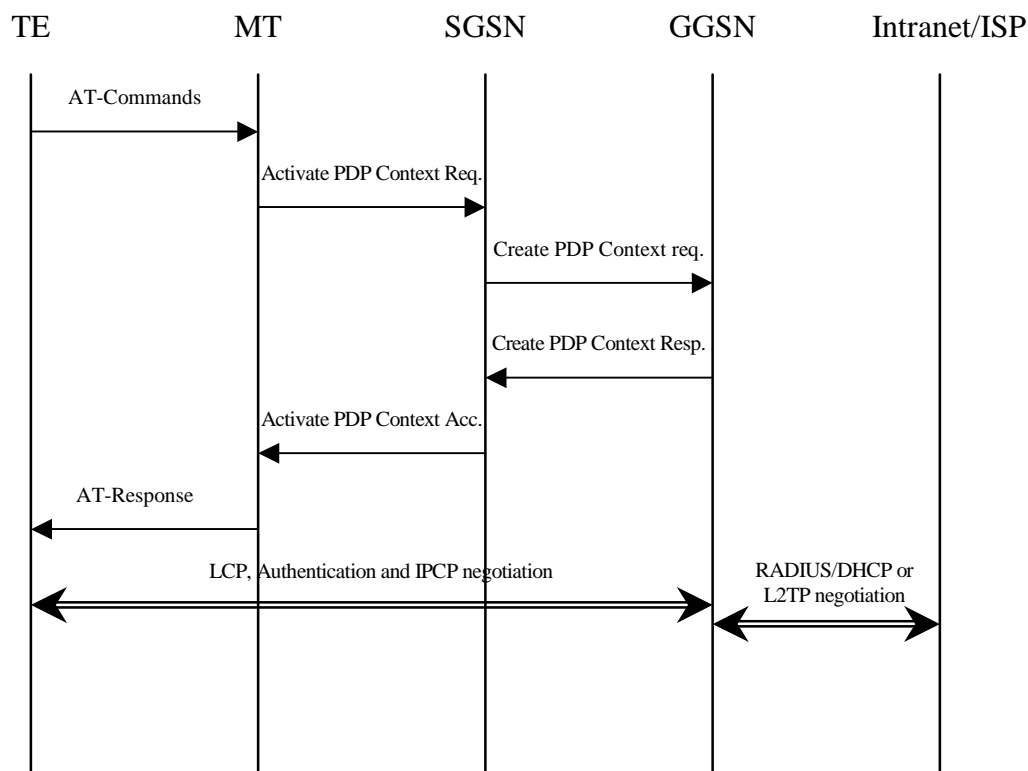 TE
MT
SGSN
GGSN
Intranet/ISP
AT-Commands
Activate PDP Context Req.
Create PDP Context req.
Create PDP Context Resp.
Activate PDP Context Acc.
AT-Response
LCP, Authentication and IPCP negotiation
RADIUS/DHCP or
L2TP negotiation